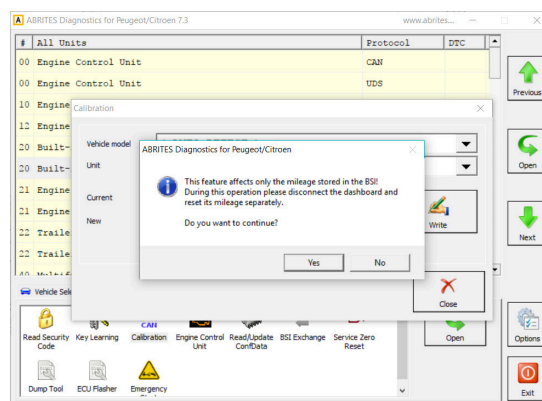 ABRITES Diagnostics for Peugeot/Citroen 7.3 www.abrites...
# All Units Protocol DTC
00 Engine Control Unit CAN
00 Engine Control Unit UDS
10 Engine
12 Engine
20 Built-
20 Built-
21 Engine
21 Engine
22 Traile
22 Traile
Previous
Open
Next
Options
Exit
Calibration
Vehicle model
Unit
Current
New
Write
Close
ABRITES Diagnostics for Peugeot/Citroen
This feature affects only the mileage stored in the BSI!
During this operation please disconnect the dashboard and
reset its mileage separately.
Do you want to continue?
Yes No
Vehicle Sele
Read Security Code
Key Learning
CAN
Calibration
Engine Control Unit
Read/Update ConfData
BSI Exchange
Service Zero Reset
Open
Dump Tool
ECU Flasher
Emergency